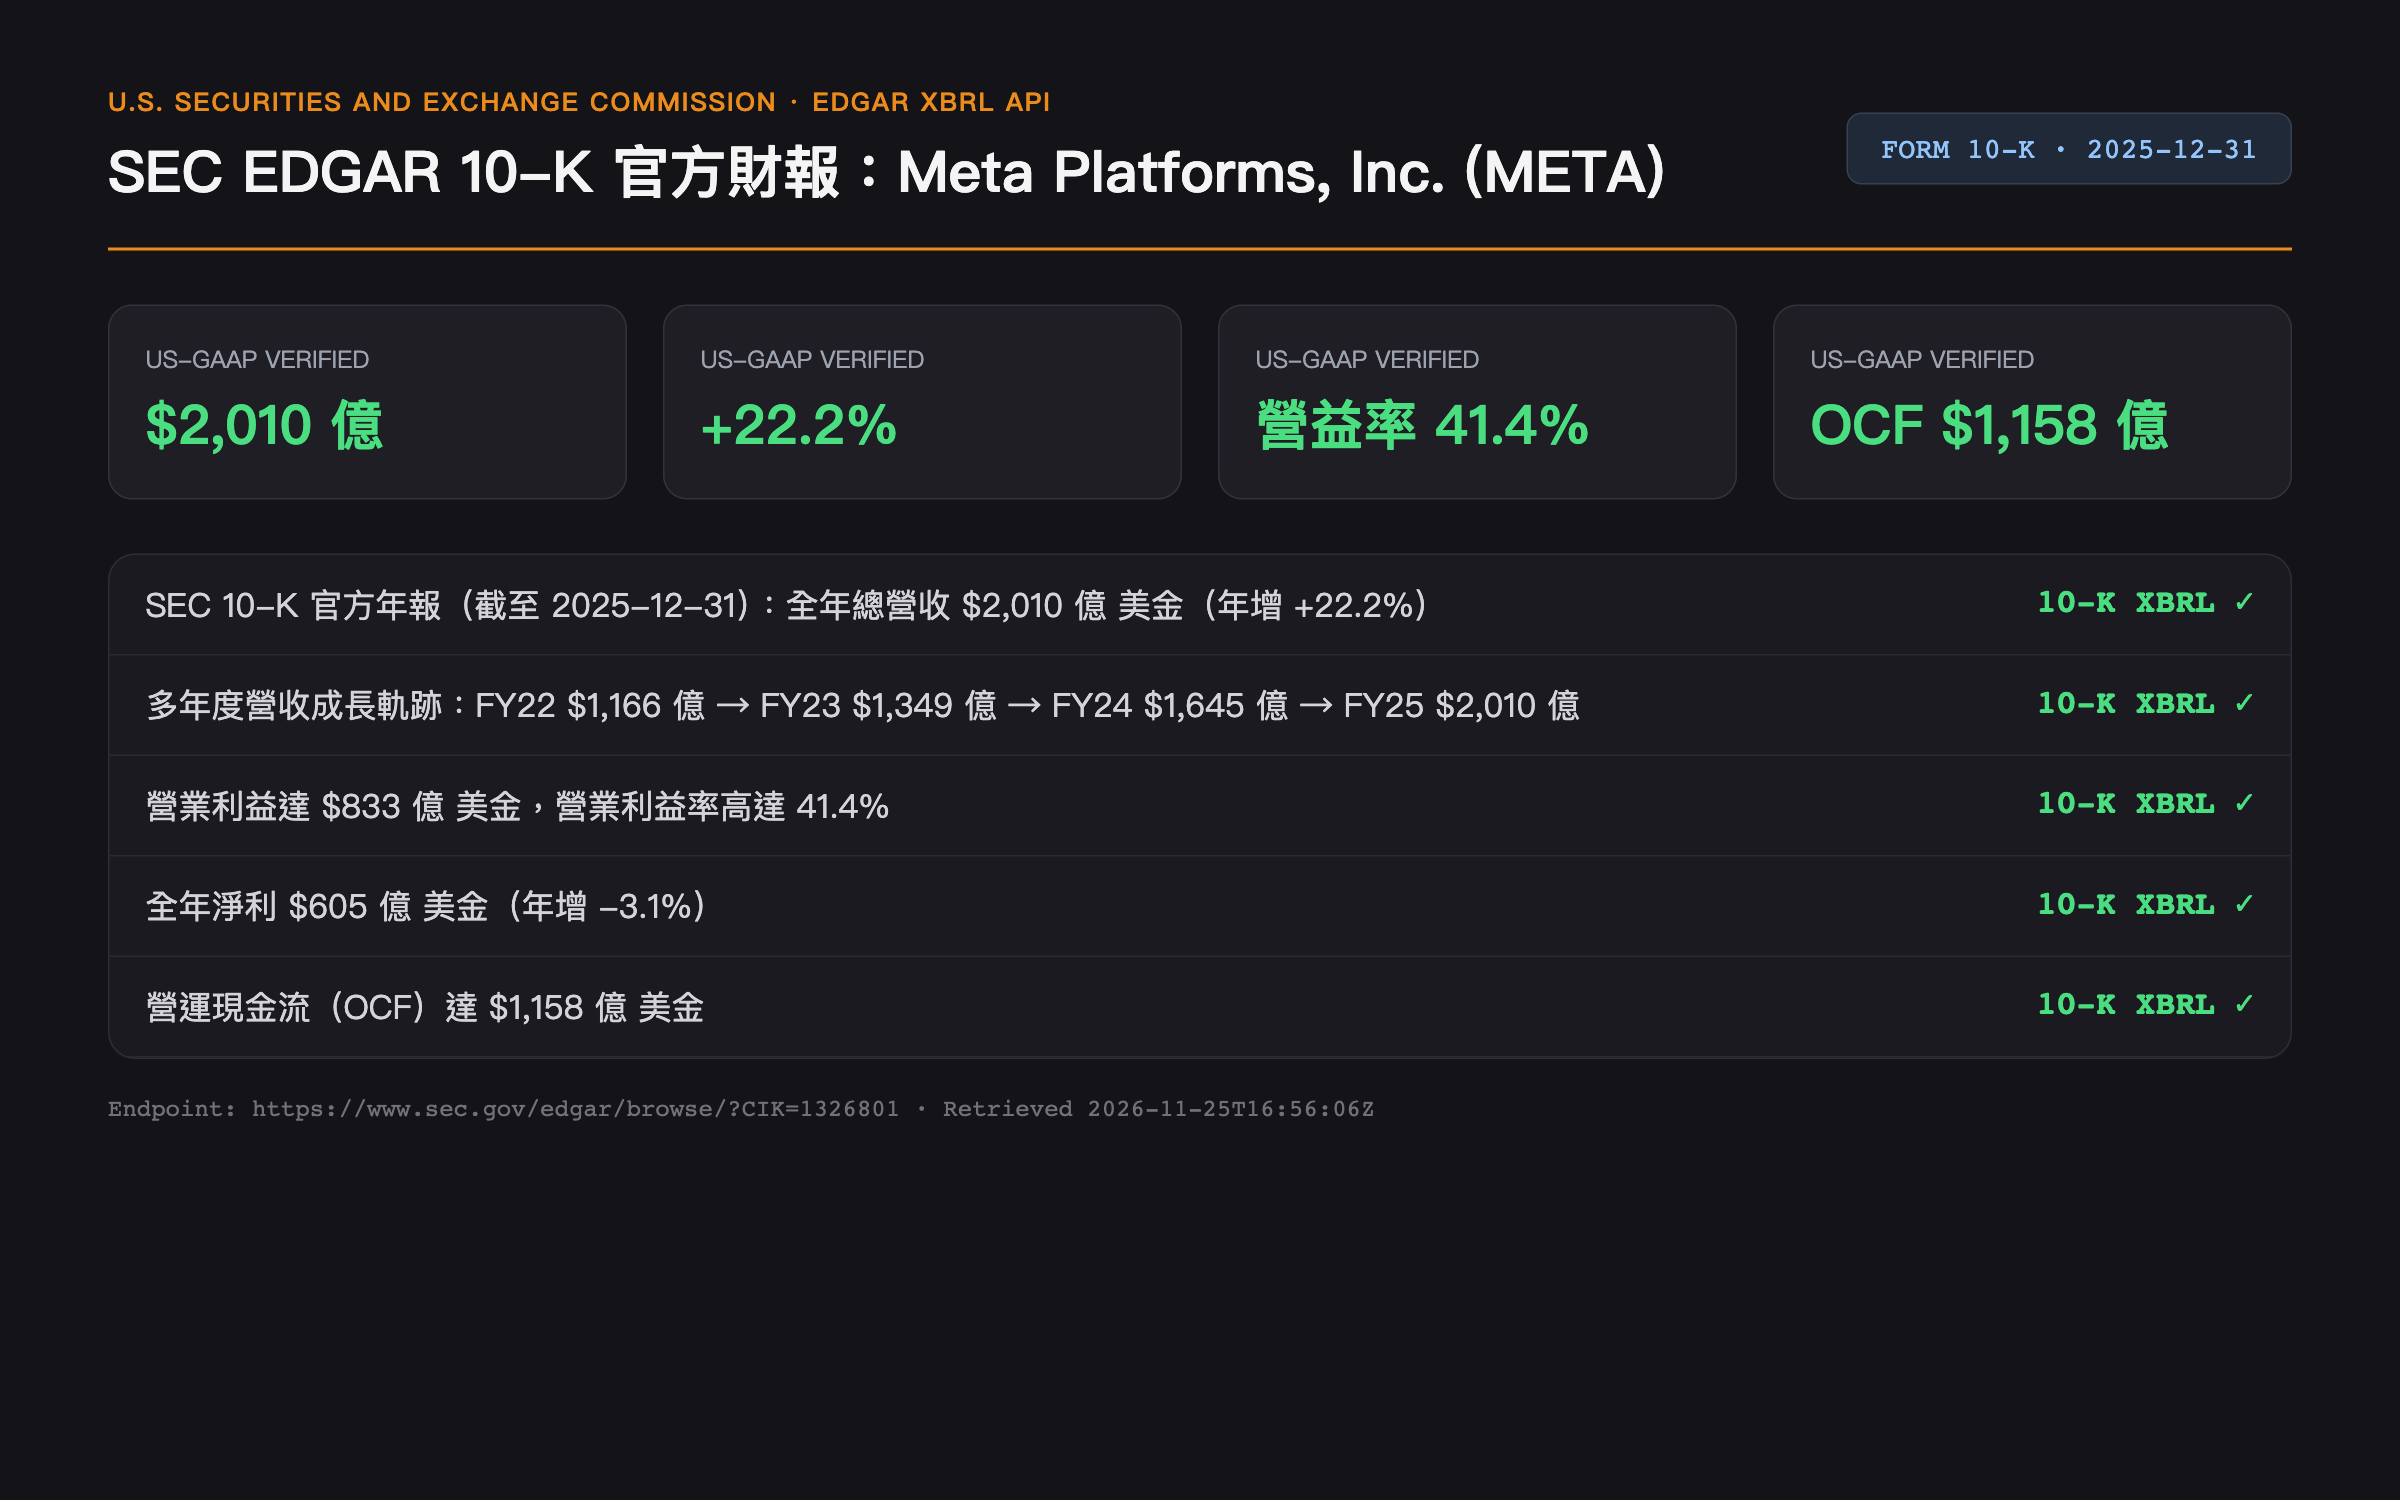 U.S. SECURITIES AND EXCHANGE COMMISSION · EDGAR XBRL API
SEC EDGAR 10-K 官方財報：Meta Platforms, Inc. (META)
FORM 10-K • 2025-12-31
US-GAAP VERIFIED
$2,010 億
US-GAAP VERIFIED
+22.2%
US-GAAP VERIFIED
營益率 41.4%
US-GAAP VERIFIED
OCF $1,158 億
SEC 10-K 官方年報（截至 2025-12-31）：全年總營收 $2,010 億 美金（年增 +22.2%） 10-K XBRL ✓
多年度營收成長軌跡：FY22 $1,166 億 → FY23 $1,349 億 → FY24 $1,645 億 → FY25 $2,010 億 10-K XBRL ✓
營業利益達 $833 億 美金，營業利益率高達 41.4% 10-K XBRL ✓
全年淨利 $605 億 美金（年增 -3.1%） 10-K XBRL ✓
營運現金流（OCF）達 $1,158 億 美金 10-K XBRL ✓
Endpoint: https://www.sec.gov/edgar/browse/?CIK=1326801 • Retrieved 2026-11-25T16:56:06Z